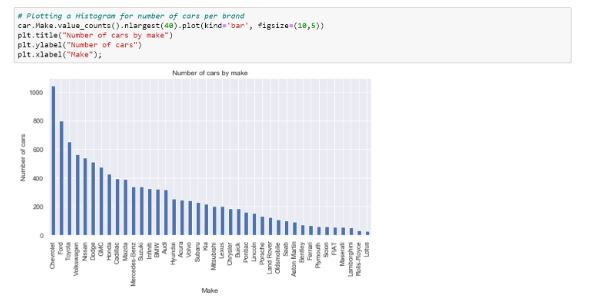 # Plotting a Histogram for number of cars per brand
car.Make.value_counts().nlargest(40).plot(kind='bar', figsize=(10,5))
plt.title("Number of cars by make")
plt.ylabel("Number of cars")
plt.xlabel("Make");
Number of cars by make
Number of cars
1000
800
600
400
200
0
Chevrolet
Ford
Toyota
Volkswagen
Nissan
Dodge
GMC
Honda
Cadillac
Mazda
Mercedes-Benz
Suzuki
Infiniti
BMW
Audi
Hyundai
Acura
Volvo
Subaru
Kia
Mitsubishi
Lexus
Chrysler
Buick
Pontiac
Lincoln
Porsche
Land Rover
Oldsmobile
Saab
Aston Martin
Bentley
Ferrari
Plymouth
Scion
FIAT
Maserati
Lamborghini
Rolls-Royce
Lotus
Make